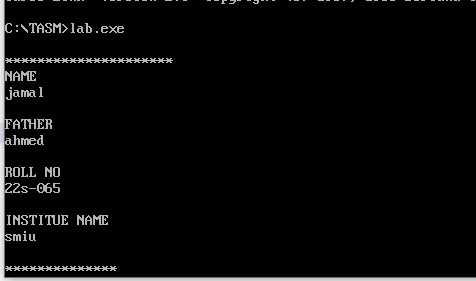 C:\TASM>lab.exe
*********************
NAME
jamal
FATHER
ahmed
ROLL NO
22s-065
INSTITUE NAME
smiu
**************